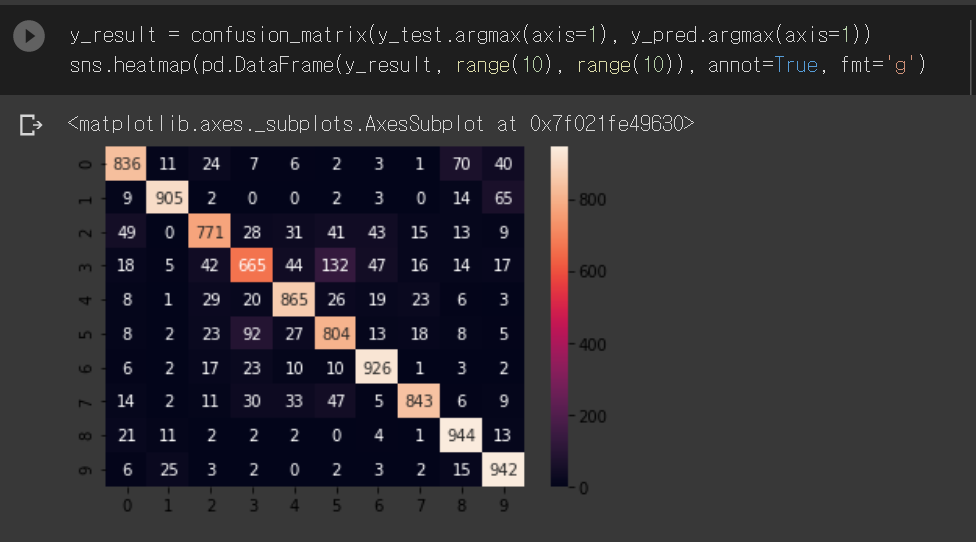 y_result = confusion_matrix(y_test.argmax(axis=1), y_pred.argmax(axis=1))
sns.heatmap(pd.DataFrame(y_result, range(10), range(10)), annot=True, fmt='g')
<matplotlib.axes._subplots.AxesSubplot at 0x7f021fe49630>
0 836 11 24 7 6 2 3 1 70 40
1 9 905 2 0 0 2 3 0 14 65
2 49 0 771 28 31 41 43 15 13 9
3 18 5 42 665 44 132 47 16 14 17
4 8 1 29 20 865 26 19 23 6 3
5 8 2 23 92 27 804 13 18 8 5
6 6 2 17 23 10 10 926 1 3 2
7 14 2 11 30 33 47 5 843 6 9
8 21 11 2 2 2 0 4 1 944 13
9 6 25 3 2 0 2 3 2 15 942
0 1 2 3 4 5 6 7 8 9
800
600
400
200
0